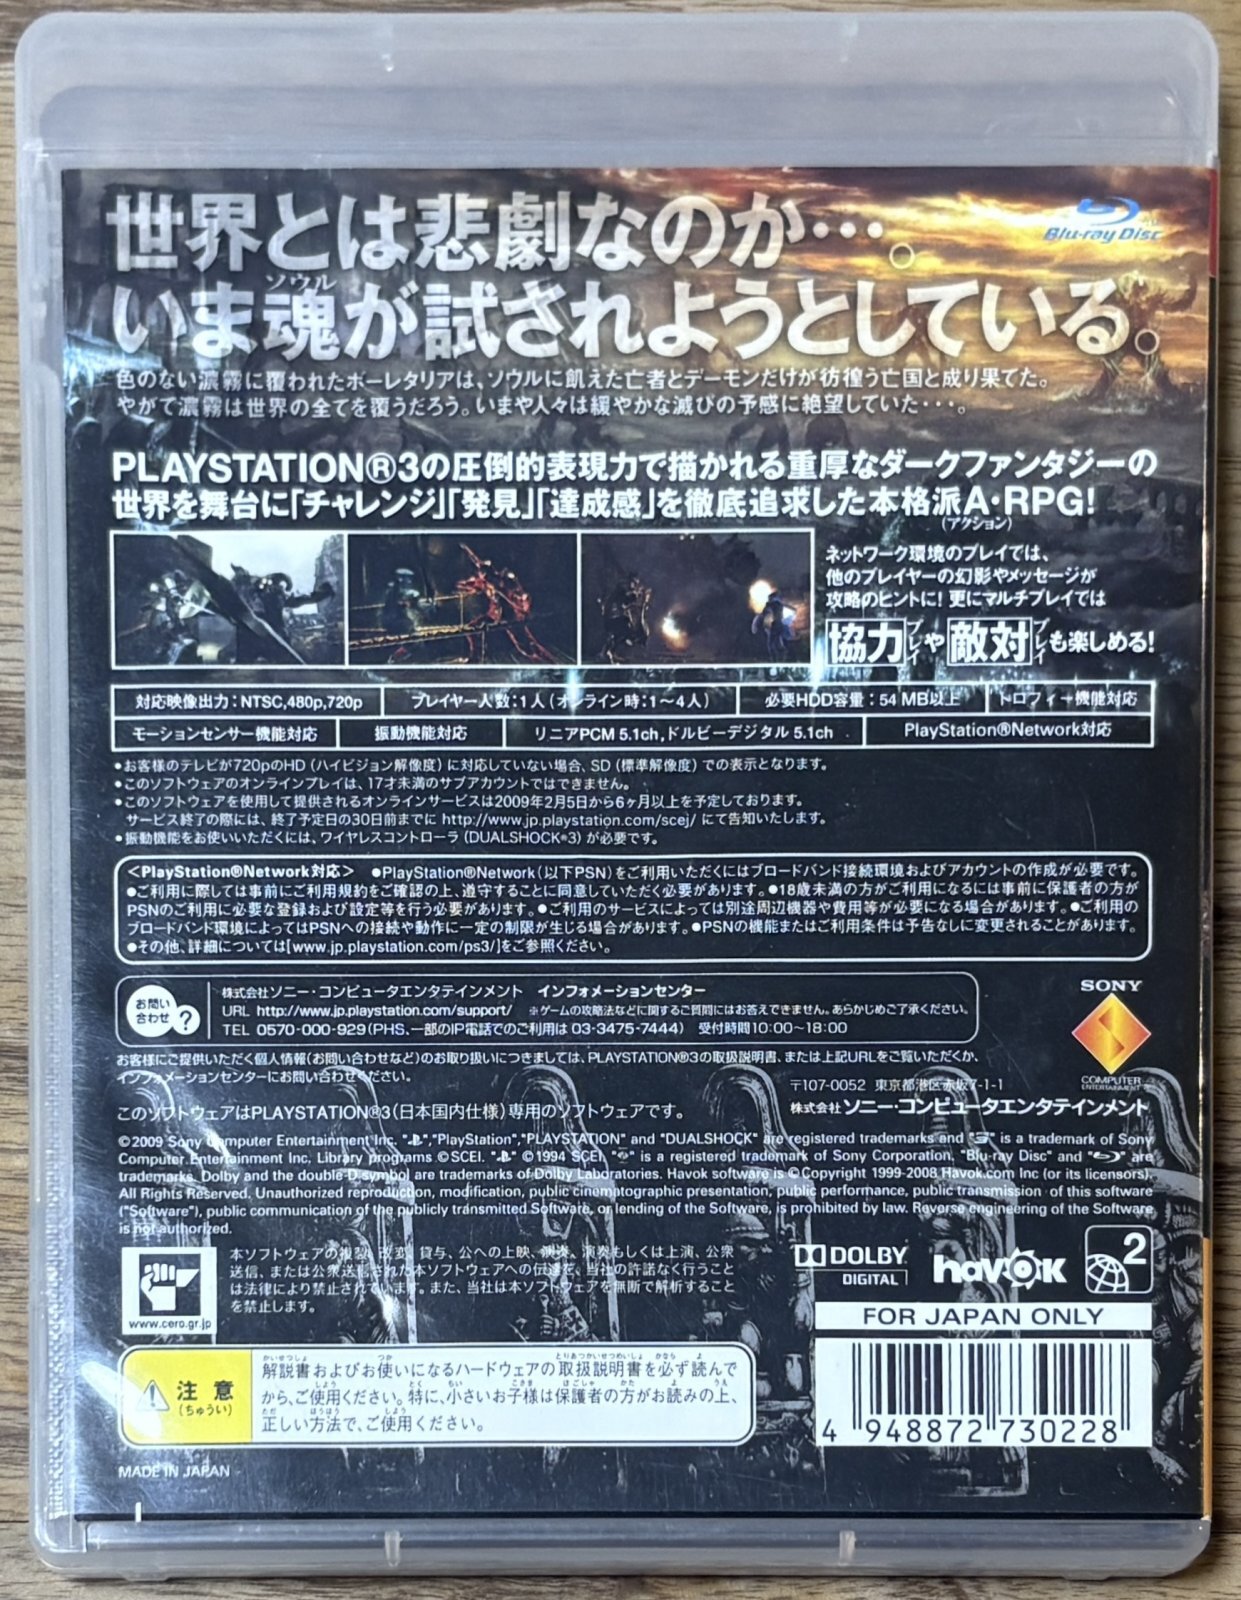 世界とは悲劇なのか…。
Blu-ray Disc
ソウル
いま魂が試されようとしている。
色のない濃霧に覆われたボーレタリアは、ソウルに飢えた亡者とデーモンだけが彷徨う亡国と成り果てた。
やがて濃霧は世界の全てを覆うだろう。いまや人々は緩やかな滅びの予感に絶望していた・・・。
PLAYSTATION®3の圧倒的表現力で描かれる重厚なダークファンタジーの
世界を舞台に「チャレンジ」「発見」「達成感」を徹底追求した本格派A・RPG!
(アクション)
ネットワーク環境のプレイでは、
他のプレイヤーの幻影やメッセージが
攻略のヒントに! 更にマルチプレイでは
協力プレイや敵対プレイも楽しめる!
対応映像出力:NTSC,480p,720p プレイヤー人数:1人(オンライン時:1〜4人) 必要HDD容量:54 MB以上 トロフィー機能対応
モーションセンサー機能対応 振動機能対応 リニアPCM 5.1ch,ドルビーデジタル 5.1ch PlayStation®Network対応
●お客様のテレビが720pのHD(ハイビジョン解像度)に対応していない場合、SD(標準解像度)での表示となります。
●このソフトウェアのオンラインプレイは、17才未満のサブアカウントではできません。
●このソフトウェアを使用して提供されるオンラインサービスは2009年2月5日から6ヶ月以上を予定しております。
サービス終了の際には、終了予定日の30日前までに http://www.jp.playstation.com/scej/ にて告知いたします。
●振動機能をお使いいただくには、ワイヤレスコントローラ(DUALSHOCK®3)が必要です。
<PlayStation®Network対応> ●PlayStation®Network(以下PSN)をご利用いただくにはブロードバンド接続環境およびアカウントの作成が必要です。
●ご利用に際しては事前にご利用規約をご確認の上、遵守することに同意していただく必要があります。●18歳未満の方がご利用になるには事前に保護者の方が
PSNのご利用に必要な登録および設定等を行う必要があります。●ご利用のサービスによっては別途周辺機器や費用等が必要になる場合があります。●ご利用の
ブロードバンド環境によってはPSNへの接続や動作に一定の制限が生じる場合があります。●PSNの機能またはご利用条件は予告なしに変更されることがあります。
●その他、詳細については[www.jp.playstation.com/ps3/]をご参照ください。
お問い
合わせ ?
株式会社ソニー・コンピュータエンタテインメント インフォメーションセンター
URL http://www.jp.playstation.com/support/ ※ゲームの攻略法などに関するご質問にはお答えできません。あらかじめご了承ください。
TEL 0570-000-929(PHS、一部のIP電話でのご利用は 03-3475-7444) 受付時間10:00〜18:00
SONY
COMPUTER
ENTERTAINMENT
お客様にご提供いただく個人情報(お問い合わせなど)のお取り扱いにつきましては、PLAYSTATION®3の取扱説明書、または上記URLをご覧いただくか、
インフォメーションセンターにお問い合わせください。
〒107-0052 東京都港区赤坂7-1-1
このソフトウェアはPLAYSTATION®3(日本国内仕様)専用のソフトウェアです。
株式会社 ソニー・コンピュータエンタテインメント
©2009 Sony Computer Entertainment Inc. "","PlayStation","PLAYSTATION" and "DUALSHOCK" are registered trademarks and "" is a trademark of Sony
Computer Entertainment Inc. Library programs ©SCEI. "" ©1994 SCEI. "" is a registered trademark of Sony Corporation. "Blu-ray Disc" and "" are
trademarks. Dolby and the double-D symbol are trademarks of Dolby Laboratories. Havok software is ©Copyright 1999-2008 Havok.com Inc (or its licensors).
All Rights Reserved. Unauthorized reproduction, modification, public cinematographic presentation, public performance, public transmission of this software
("Software"), public communication of the publicly transmitted Software, or lending of the Software, is prohibited by law. Reverse engineering of the Software
is not authorized.
www.cero.gr.jp
本ソフトウェアの複製、改変、貸与、公への上映、演奏、演奏もしくは上演、公衆
送信、または公衆送信された本ソフトウェアへの伝達を、当社の許諾なく行うこと
は法律により禁止されています。また、当社は本ソフトウェアを無断で解析すること
を禁止します。
DOLBY
DIGITAL
havok
2
FOR JAPAN ONLY
注意
(ちゅうい)
解説書およびお使いになるハードウェアの取扱説明書を必ず読んで
から、ご使用ください。特に、小さいお子様は保護者の方がお読みの上、
正しい方法で、ご使用ください。
4 948872 730228
MADE IN JAPAN